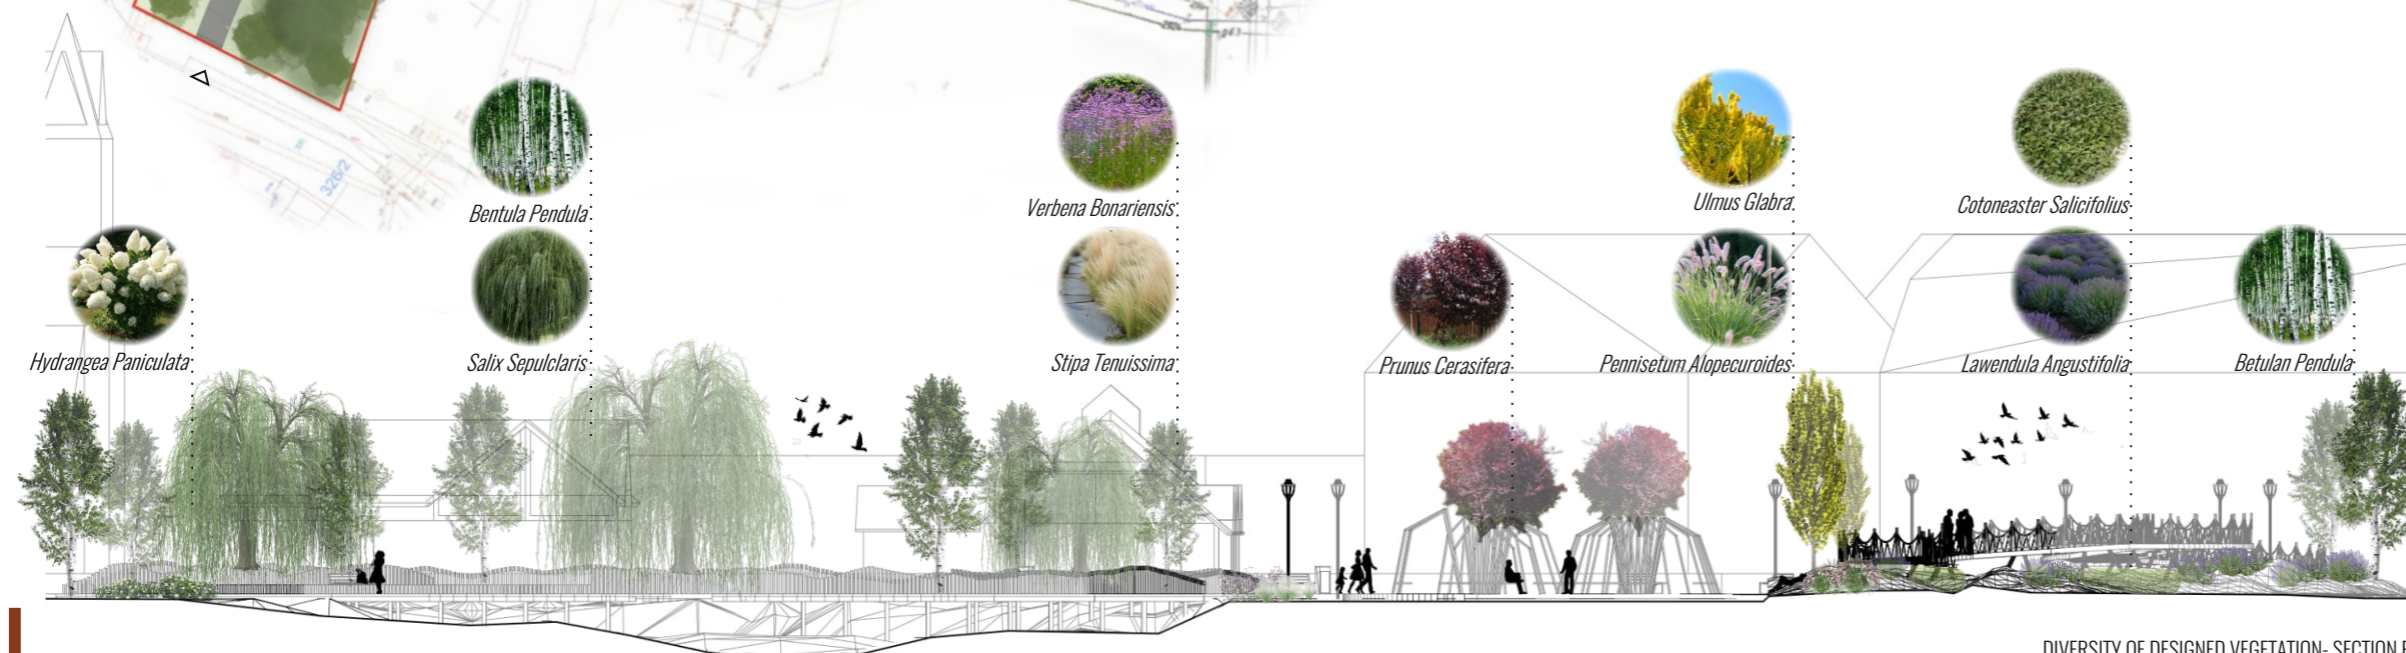 326/2
Bentula Pendula
Verbena Bonariensis
Ulmus Glabra
Cotoneaster Salicifolius
Hydrangea Paniculata
Salix Sepulclaris
Stipa Tenuissima
Prunus Cerasifera
Pennisetum Alopecuroides
Lawendula Angustifolia
Betulan Pendula
DIVERSITY OF DESIGNED VEGETATION- SECTION